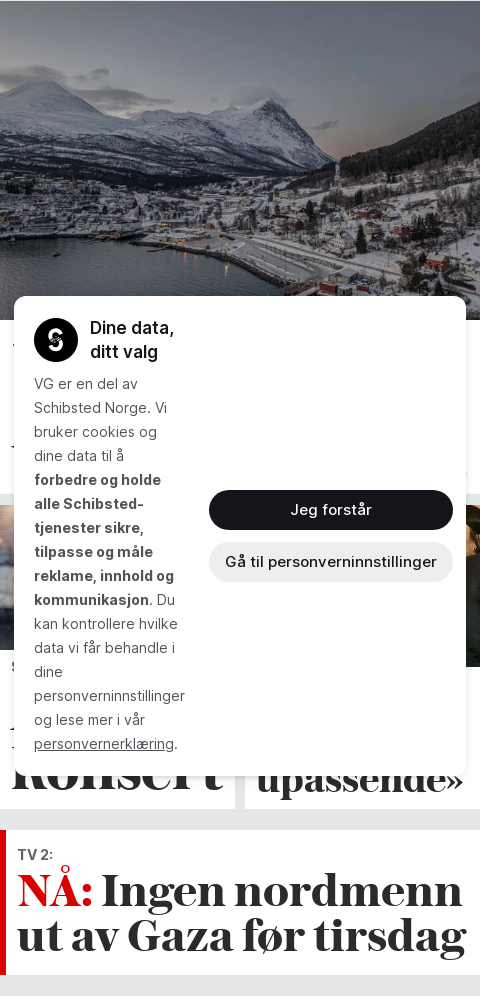 Dine data,
ditt valg
VG er en del av
Schibsted Norge. Vi
bruker cookies og
dine data til å
forbedre og holde
alle Schibsted-
tjenester sikre,
tilpasse og måle
reklame, innhold og
kommunikasjon. Du
kan kontrollere hvilke
data vi får behandle i
dine
personverninnstillinger
og lese mer i vår
personvernerklæring.
Jeg forstår
Gå til personverninnstillinger
konsert
upassende»
TV 2:
NÅ: Ingen nordmenn
ut av Gaza før tirsdag